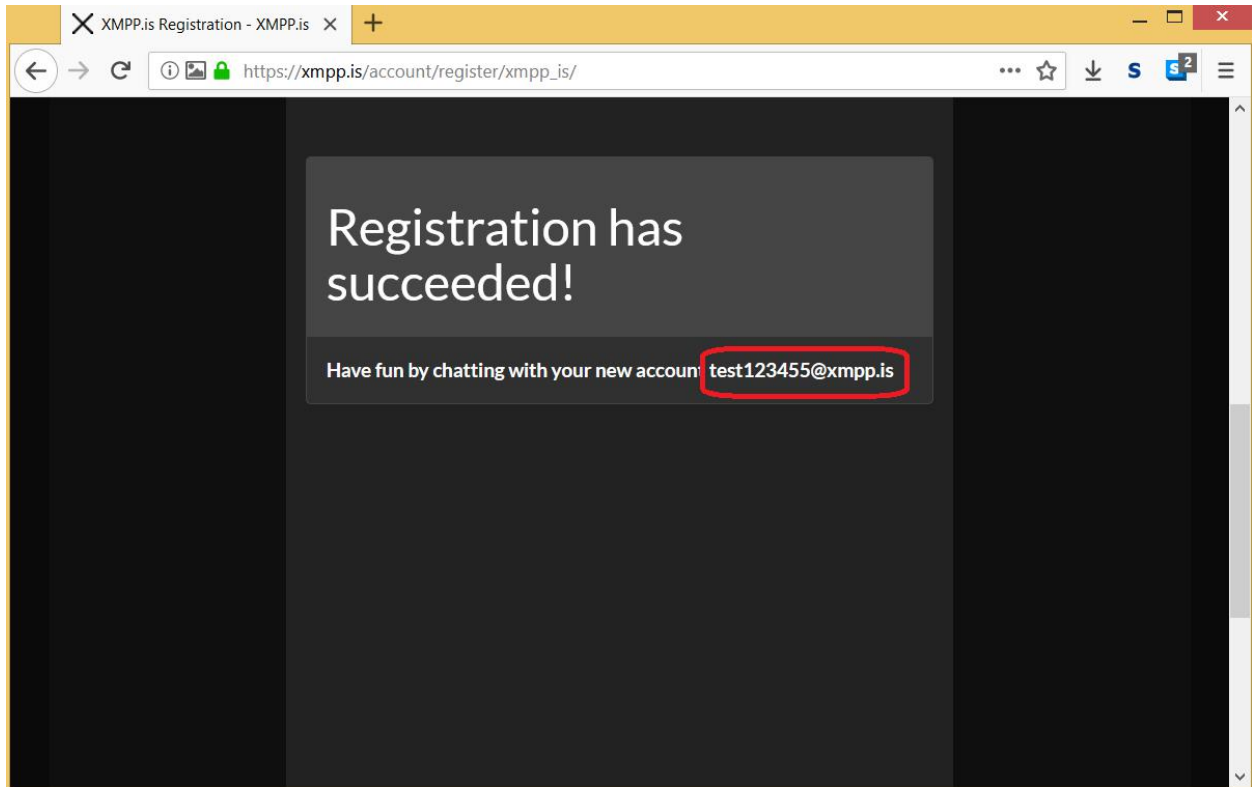 XMPP.is Registration - XMPP.is
https://xmpp.is/account/register/xmpp_is/
S
S 2
Registration has
succeeded!
Have fun by chatting with your new account test123455@xmpp.is